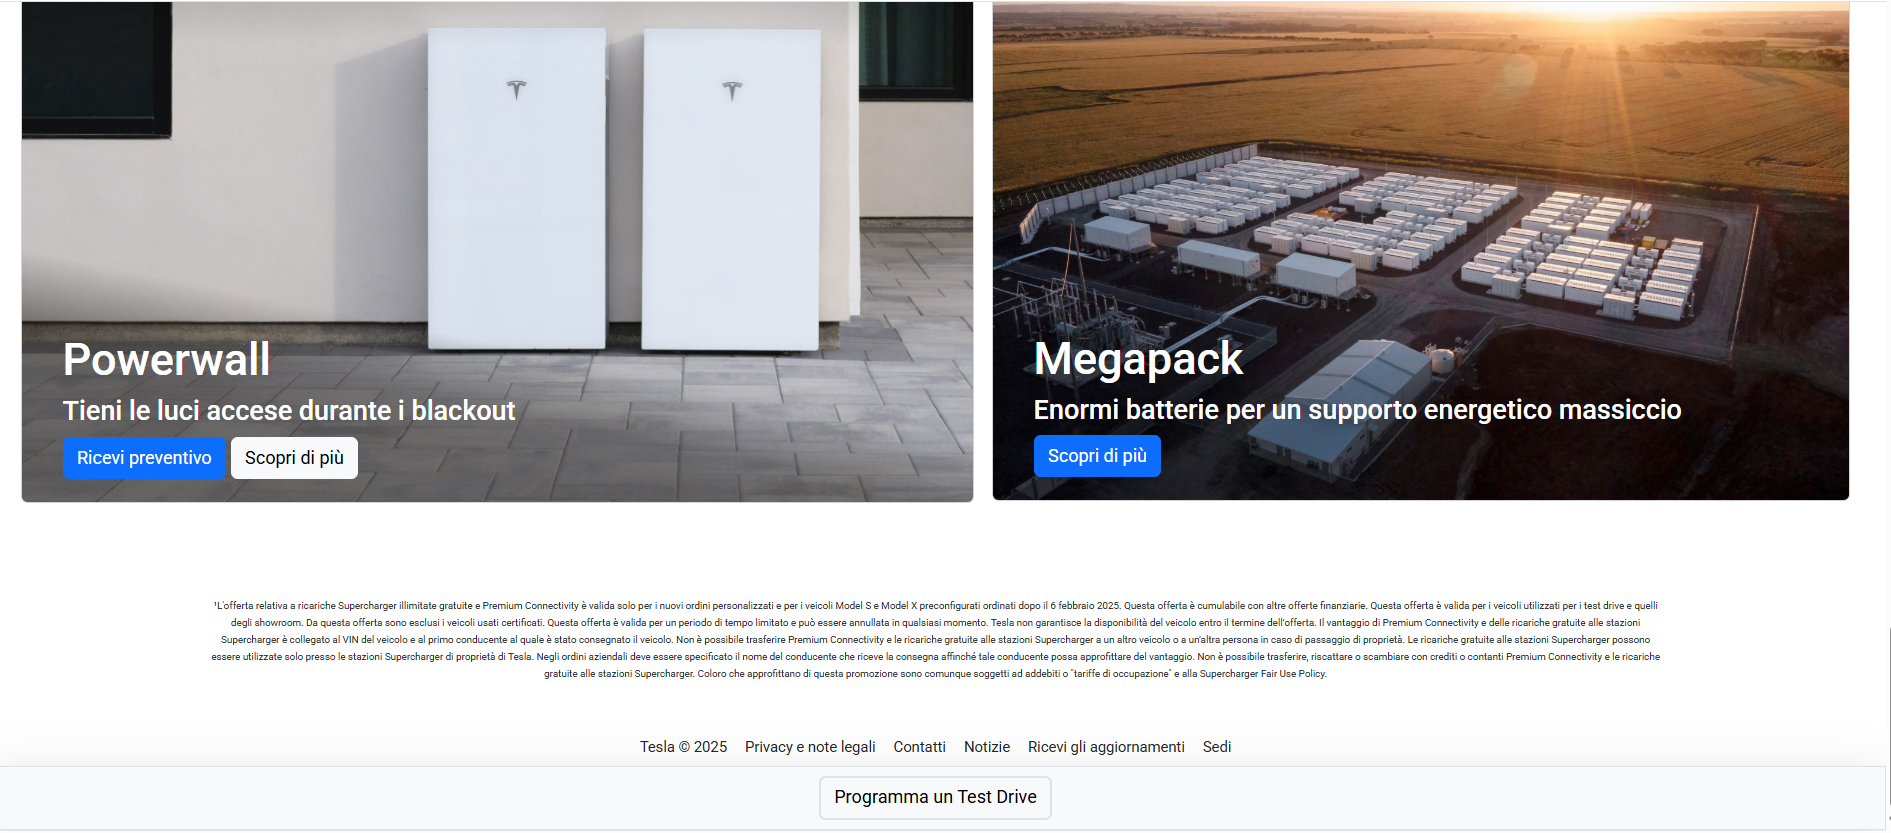 Powerwall
Tieni le luci accese durante i blackout
Ricevi preventivo
Scopri di più
Megapack
Enormi batterie per un supporto energetico massiccio
Scopri di più
¹L'offerta relativa a ricariche Supercharger illimitate gratuite e Premium Connectivity è valida solo per i nuovi ordini personalizzati e per i veicoli Model S e Model X preconfigurati ordinati dopo il 6 febbraio 2025. Questa offerta è cumulabile con altre offerte finanziarie. Questa offerta è valida per i veicoli utilizzati per i test drive e quelli
degli showroom. Da questa offerta sono esclusi i veicoli usati certificati. Questa offerta è valida per un periodo di tempo limitato e può essere annullata in qualsiasi momento. Tesla non garantisce la disponibilità del veicolo entro il termine dell'offerta. Il vantaggio di Premium Connectivity e delle ricariche gratuite alle stazioni
Supercharger è collegato al VIN del veicolo e al primo conducente al quale è stato consegnato il veicolo. Non è possibile trasferire Premium Connectivity e le ricariche gratuite alle stazioni Supercharger a un altro veicolo o a un'altra persona in caso di passaggio di proprietà. Le ricariche gratuite alle stazioni Supercharger possono
essere utilizzate solo presso le stazioni Supercharger di proprietà di Tesla. Negli ordini aziendali deve essere specificato il nome del conducente che riceve la consegna affinché tale conducente possa approfittare del vantaggio. Non è possibile trasferire, riscattare o scambiare con crediti o contanti Premium Connectivity e le ricariche
gratuite alle stazioni Supercharger. Coloro che approfittano di questa promozione sono comunque soggetti ad addebiti o "tariffe di occupazione" e alla Supercharger Fair Use Policy.
Tesla © 2025 Privacy e note legali Contatti Notizie Ricevi gli aggiornamenti Sedi
Programma un Test Drive